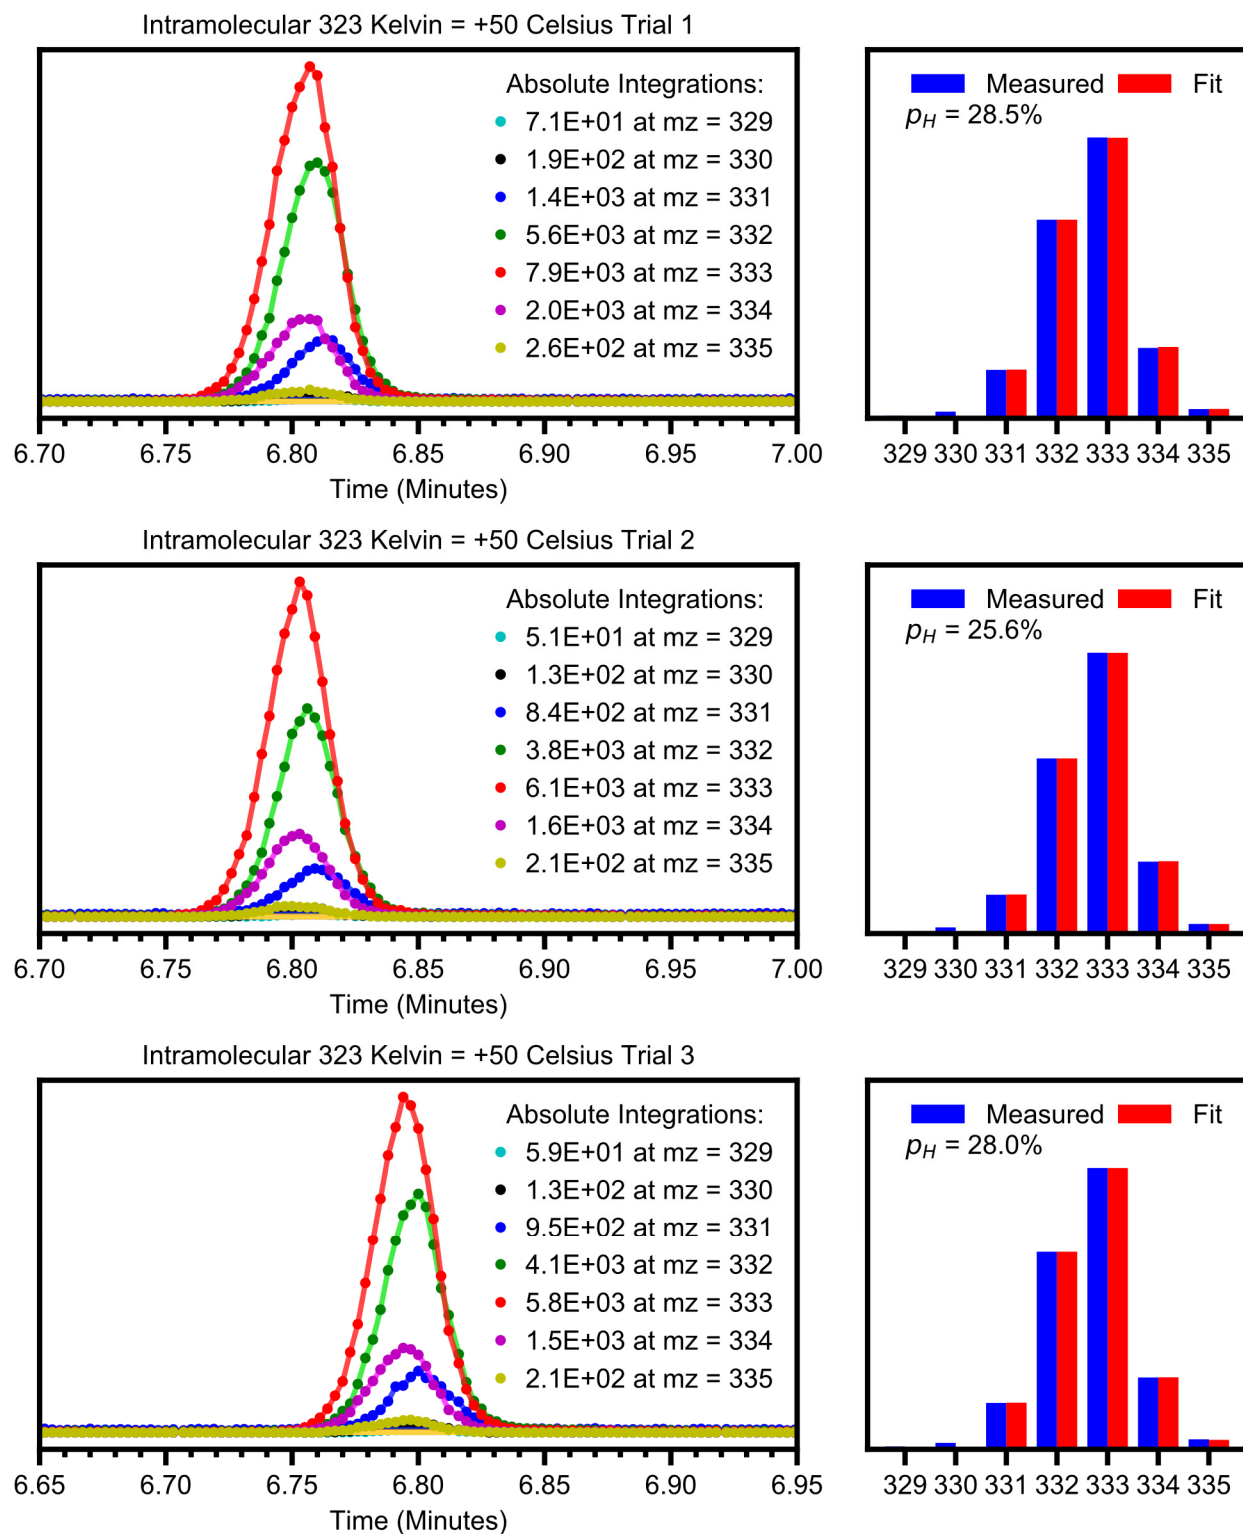 Intramolecular 323 Kelvin = +50 Celsius Trial 1
Absolute Integrations:
7.1E+01 at mz = 329
1.9E+02 at mz = 330
1.4E+03 at mz = 331
5.6E+03 at mz = 332
7.9E+03 at mz = 333
2.0E+03 at mz = 334
2.6E+02 at mz = 335
6.70 6.75 6.80 6.85 6.90 6.95 7.00
Time (Minutes)
Measured Fit
pH = 28.5%
329 330 331 332 333 334 335
Intramolecular 323 Kelvin = +50 Celsius Trial 2
Absolute Integrations:
5.1E+01 at mz = 329
1.3E+02 at mz = 330
8.4E+02 at mz = 331
3.8E+03 at mz = 332
6.1E+03 at mz = 333
1.6E+03 at mz = 334
2.1E+02 at mz = 335
6.70 6.75 6.80 6.85 6.90 6.95 7.00
Time (Minutes)
Measured Fit
pH = 25.6%
329 330 331 332 333 334 335
Intramolecular 323 Kelvin = +50 Celsius Trial 3
Absolute Integrations:
5.9E+01 at mz = 329
1.3E+02 at mz = 330
9.5E+02 at mz = 331
4.1E+03 at mz = 332
5.8E+03 at mz = 333
1.5E+03 at mz = 334
2.1E+02 at mz = 335
6.65 6.70 6.75 6.80 6.85 6.90 6.95
Time (Minutes)
Measured Fit
pH = 28.0%
329 330 331 332 333 334 335